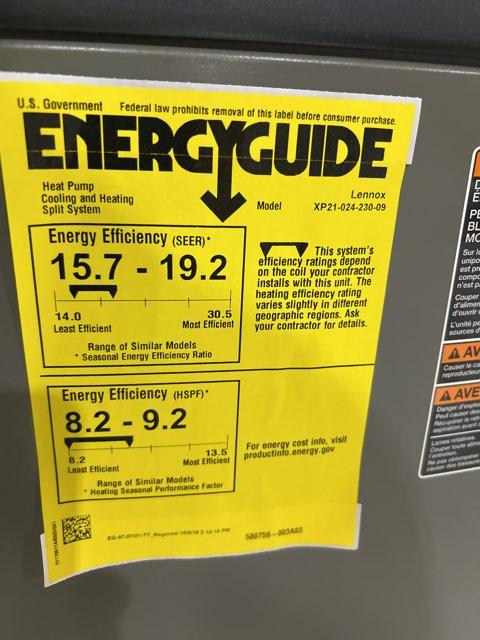 U.S. Government Federal law prohibits removal of this label before consumer purchase.
ENERGYGUIDE
Heat Pump
Cooling and Heating
Split System
Lennox
Model XP21-024-230-09
Energy Efficiency (SEER)*
15.7 - 19.2
14.0 30.5
Least Efficient Most Efficient
Range of Similar Models
* Seasonal Energy Efficiency Ratio
This system's
efficiency ratings depend
on the coil your contractor
installs with this unit. The
heating efficiency rating
varies slightly in different
geographic regions. Ask
your contractor for details.
Energy Efficiency (HSPF)*
8.2 - 9.2
8.2 13.5
Least Efficient Most Efficient
Range of Similar Models
* Heating Seasonal Performance Factor
For energy cost info, visit
productinfo.energy.gov
580759-003A03